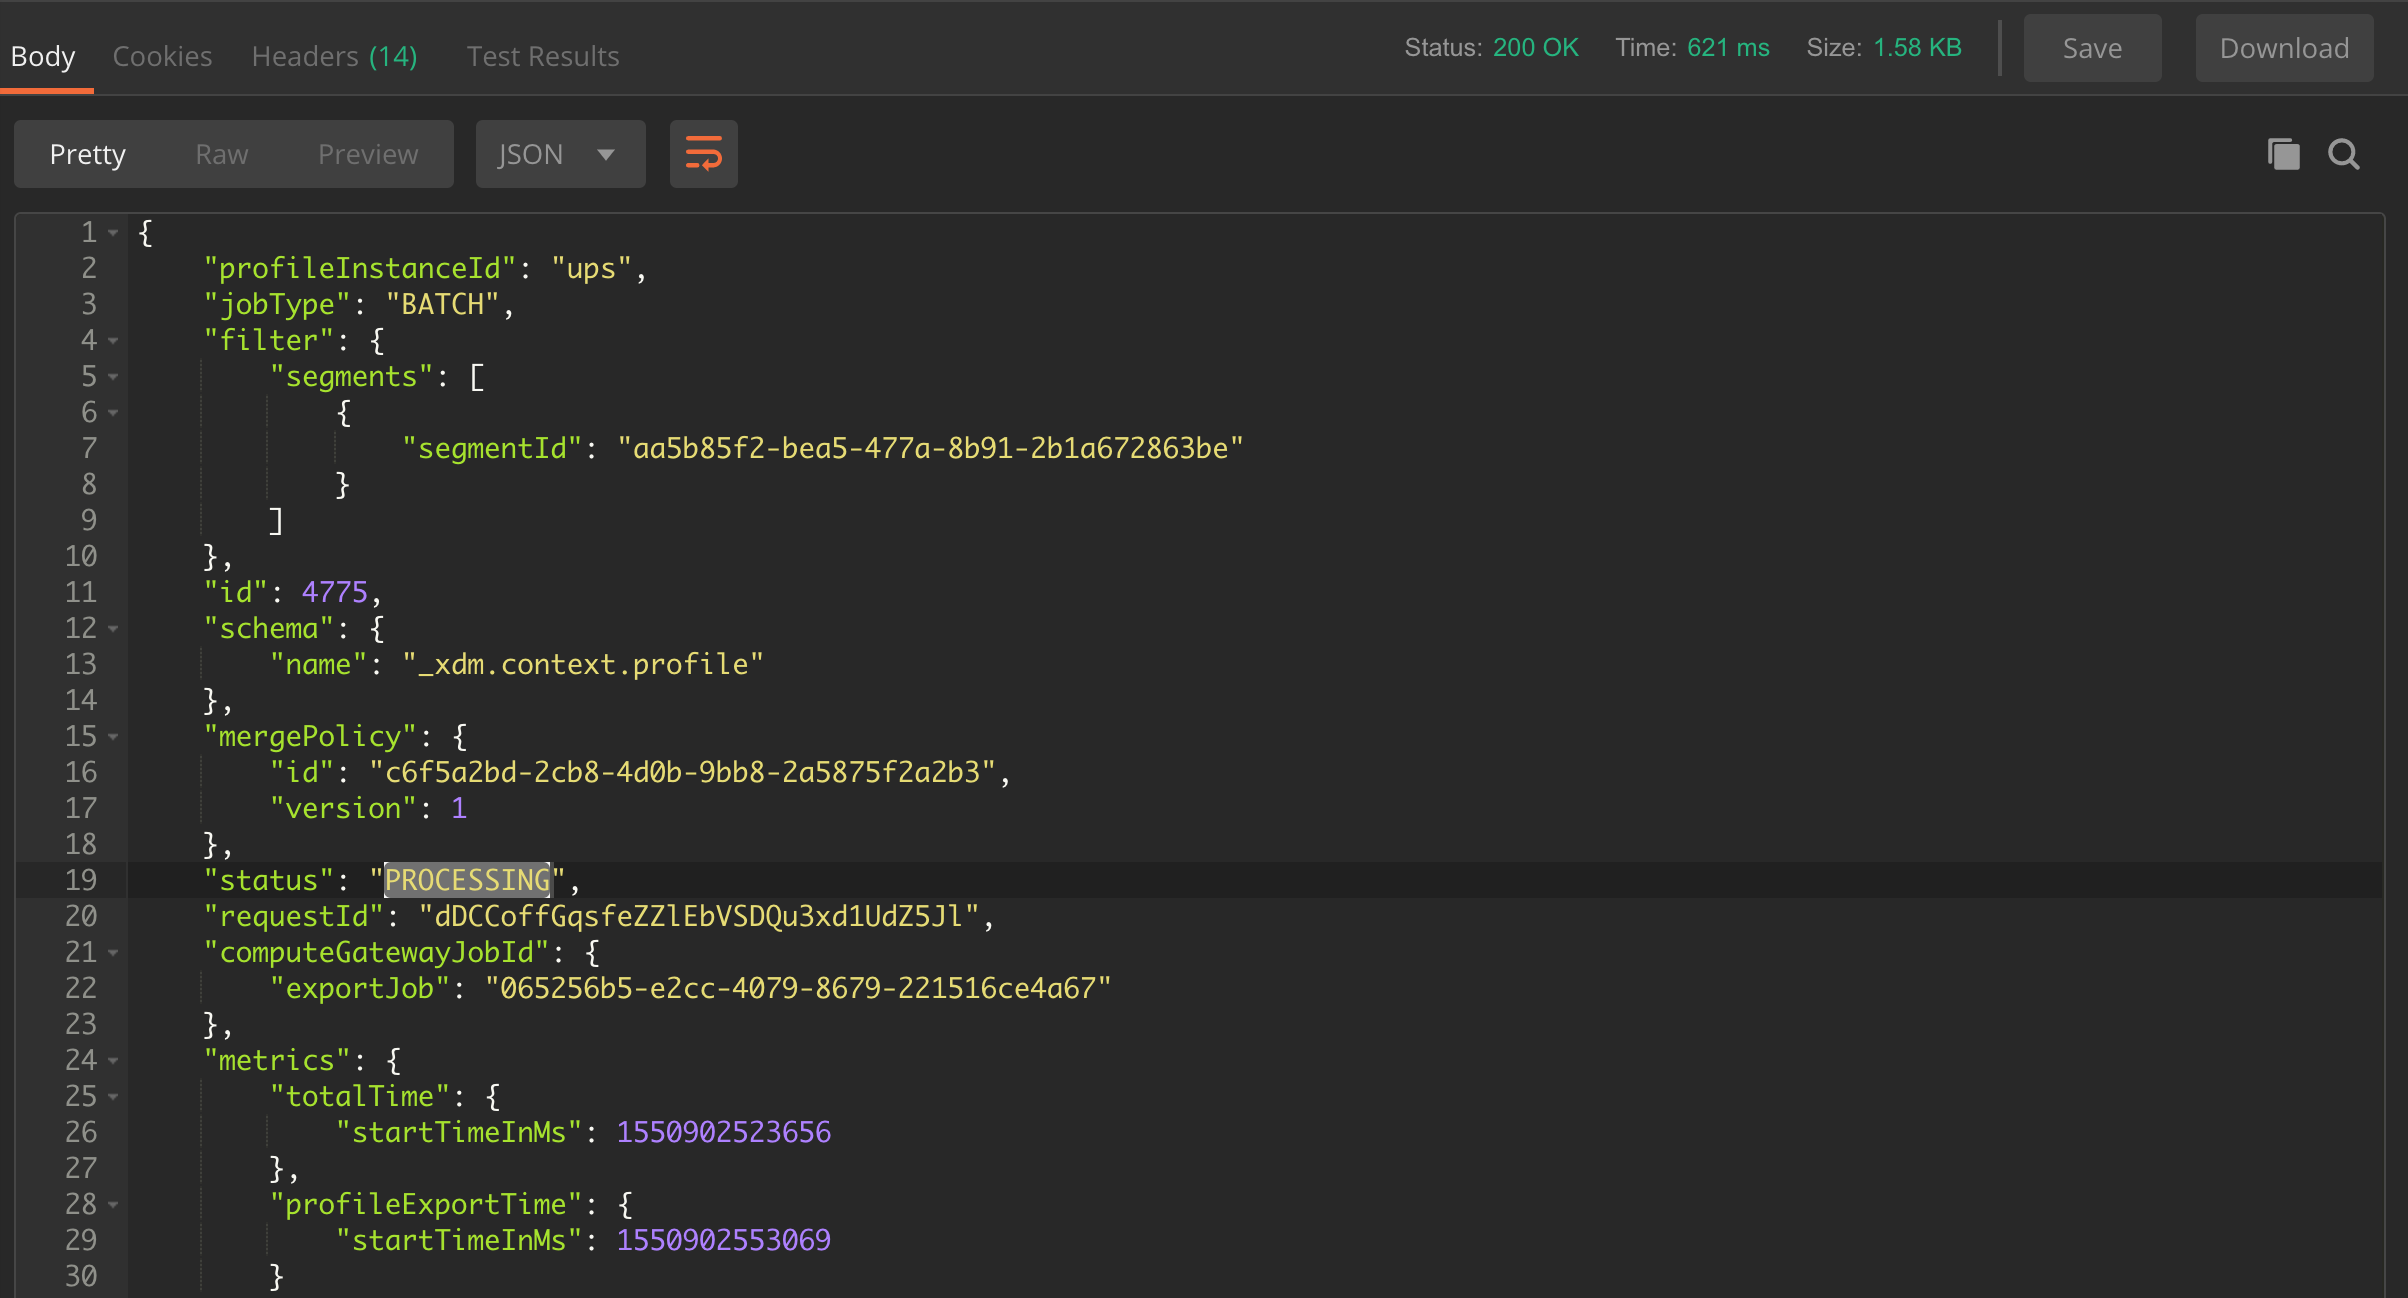 Body Cookies Headers (14) Test Results Status: 200 OK Time: 621 ms Size: 1.58 KB Save Download
Pretty Raw Preview JSON
1 {
2 "profileInstanceId": "ups",
3 "jobType": "BATCH",
4 "filter": {
5 "segments": [
6 {
7 "segmentId": "aa5b85f2-bea5-477a-8b91-2b1a672863be"
8 }
9 ]
10 },
11 "id": 4775,
12 "schema": {
13 "name": "_xdm.context.profile"
14 },
15 "mergePolicy": {
16 "id": "c6f5a2bd-2cb8-4d0b-9bb8-2a5875f2a2b3",
17 "version": 1
18 },
19 "status": "PROCESSING",
20 "requestId": "dDCCoffGqsfeZZlEbVSDQu3xd1UdZ5Jl",
21 "computeGatewayJobId": {
22 "exportJob": "065256b5-e2cc-4079-8679-221516ce4a67"
23 },
24 "metrics": {
25 "totalTime": {
26 "startTimeInMs": 1550902523656
27 },
28 "profileExportTime": {
29 "startTimeInMs": 1550902553069
30 }